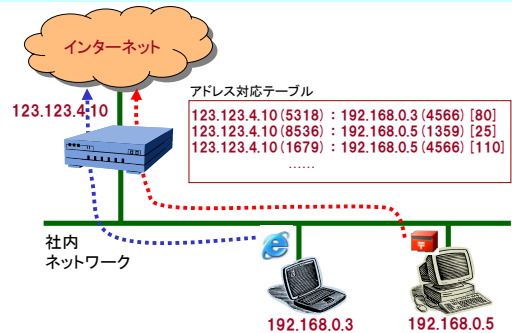 インターネット
アドレス対応テーブル
123.123.4.10
123.123.4.10(5318) : 192.168.0.3(4566) [80]
123.123.4.10(8536) : 192.168.0.5(1359) [25]
123.123.4.10(1679) : 192.168.0.5(4566) [110]
……
社内
ネットワーク
192.168.0.3
192.168.0.5